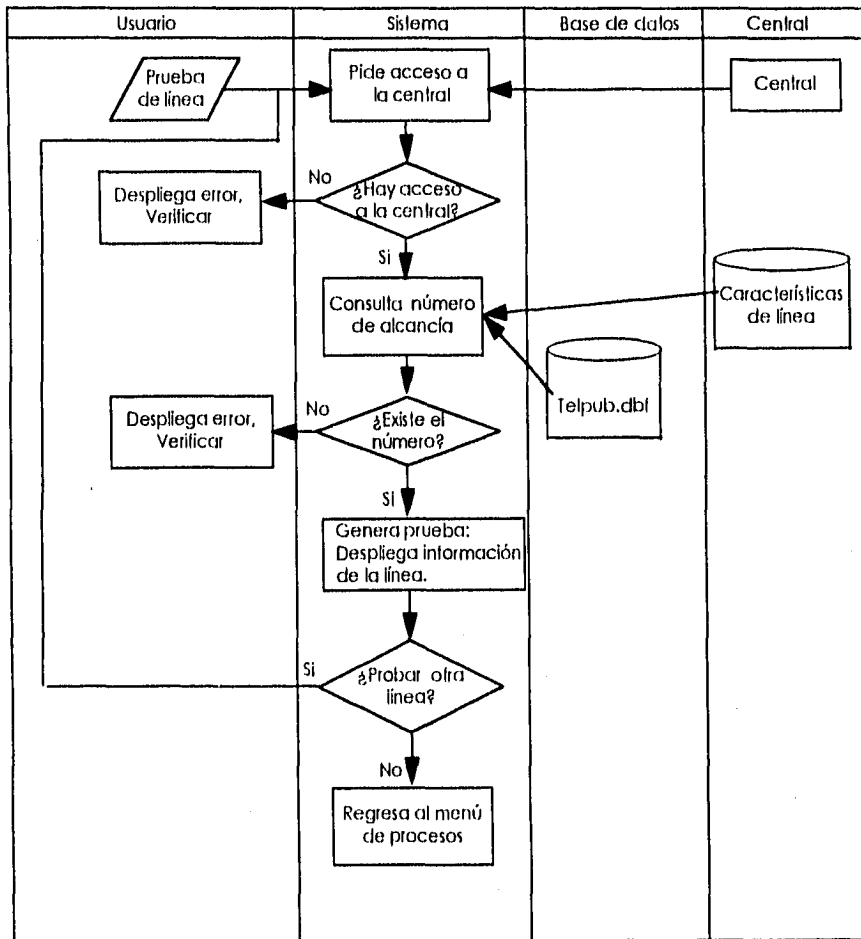 Usuario
Sistema
Base de datos
Central
Prueba
de línea
Pide acceso a
la central
Central
No
¿Hay acceso
a la central?
Despliega error,
Verificar
Si
Consulta número
de alcancía
Características
de línea
Telpub.dbf
No
¿Existe el
número?
Despliega error,
Verificar
Si
Genera prueba:
Despliega información
de la línea.
Si
¿Probar otra
línea?
No
Regresa al menú
de procesos